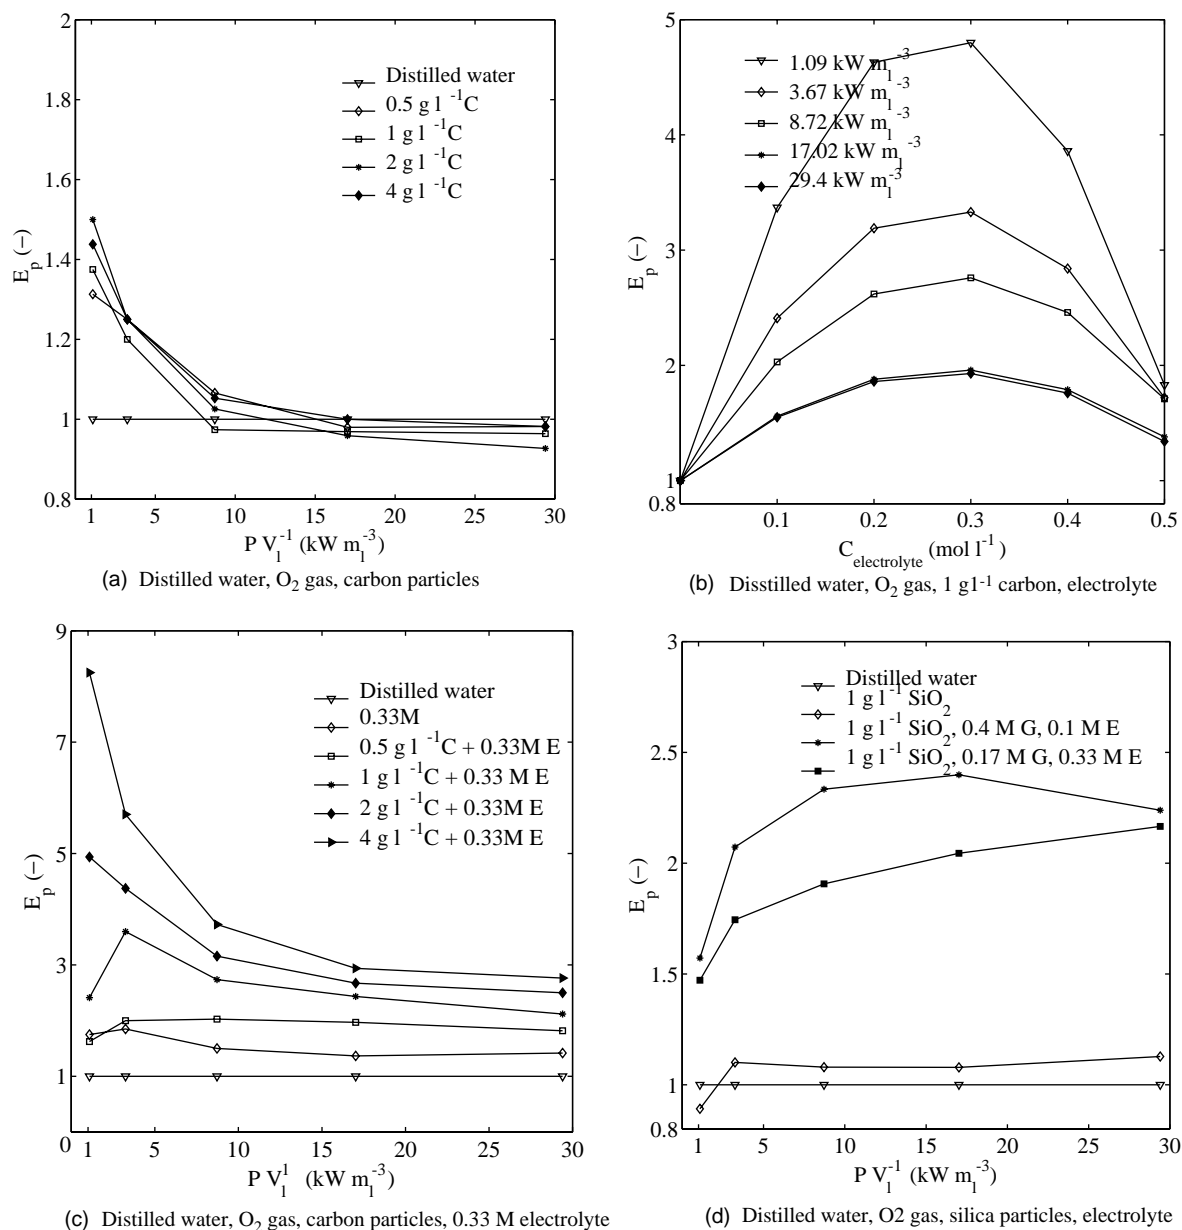 2
1.8
1.6
1.4
1.2
1
0.8
E_p (−)
Distilled water
0.5 g l ⁻¹C
1 g l ⁻¹C
2 g l ⁻¹C
4 g l ⁻¹C
1 5 10 15 20 25 30
P V_l⁻¹ (kW m_l⁻³)
(a) Distilled water, O₂ gas, carbon particles
5
4
3
2
1
0.8
E_p (−)
1.09 kW m_l⁻³
3.67 kW m_l⁻³
8.72 kW m_l⁻³
17.02 kW m_l⁻³
29.4 kW m_l⁻³
0.1 0.2 0.3 0.4 0.5
C_electrolyte (mol l⁻¹)
(b) Disstilled water, O₂ gas, 1 g1⁻¹ carbon, electrolyte
9
7
5
3
1
0
E_p (−)
Distilled water
0.33M
0.5 g l ⁻¹C + 0.33M E
1 g l ⁻¹C + 0.33 M E
2 g l ⁻¹C + 0.33M E
4 g l ⁻¹C + 0.33M E
1 5 10 15 20 25 30
P V_l¹ (kW m_l⁻³)
(c) Distilled water, O₂ gas, carbon particles, 0.33 M electrolyte
3
2.5
2
1.5
1
0.8
E_p (−)
Distilled water
1 g l⁻¹ SiO₂
1 g l⁻¹ SiO₂, 0.4 M G, 0.1 M E
1 g l⁻¹ SiO₂, 0.17 M G, 0.33 M E
1 5 10 15 20 25 30
P V_l⁻¹ (kW m_l⁻³)
(d) Distilled water, O2 gas, silica particles, electrolyte